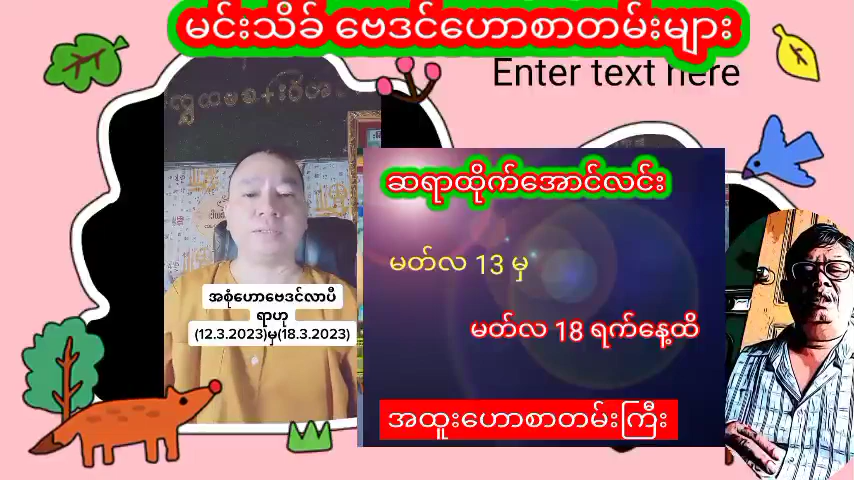 မင်းသိခ် ဗေဒင်ဟောစာတမ်းများ
Enter text here
ဆရာထိုက်အောင်လင်း
မတ်လ 13 မှ
မတ်လ 18 ရက်နေ့ထိ
အထူးဟောစာတမ်းကြီး
အစုံဟောဗေဒင်လာပီ
ရာဟု
(12.3.2023)မှ(18.3.2023)